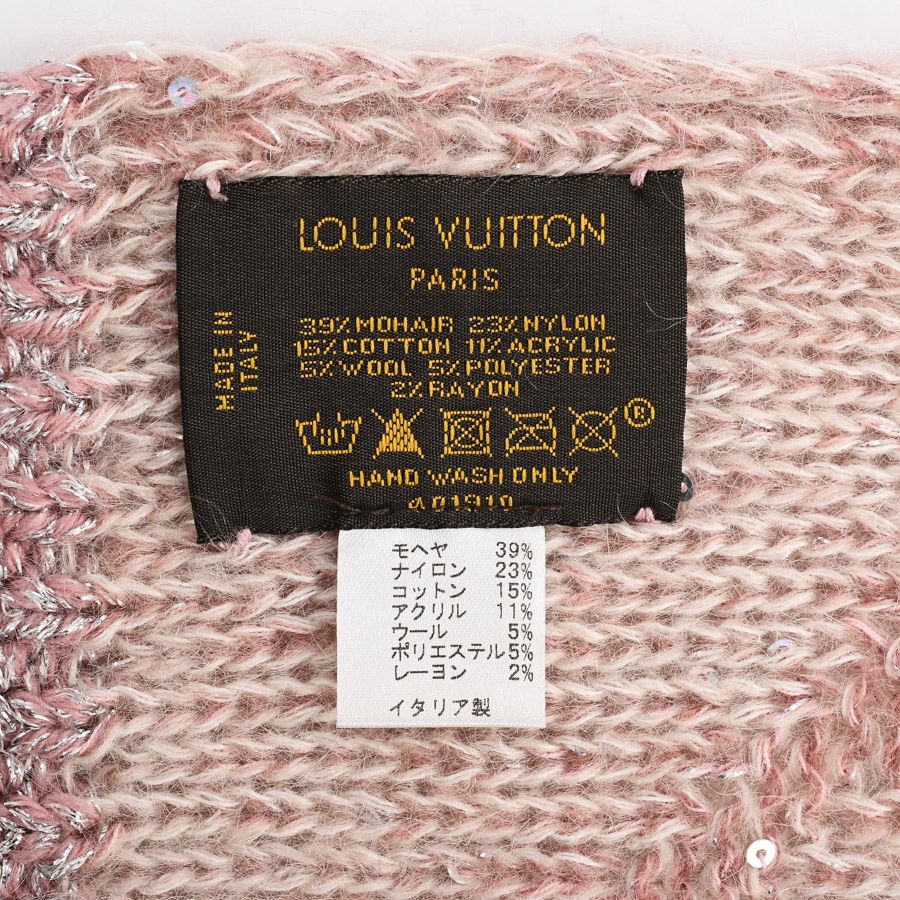 LOUIS VUITTON
PARIS
MADE IN
ITALY
39% MOHAIR 23% NYLON
15% COTTON 11% ACRYLIC
5% WOOL 5% POLYESTER
2% RAYON
®
HAND WASH ONLY
AO1910
モヘヤ 39%
ナイロン 23%
コットン 15%
アクリル 11%
ウール 5%
ポリエステル 5%
レーヨン 2%
イタリア製